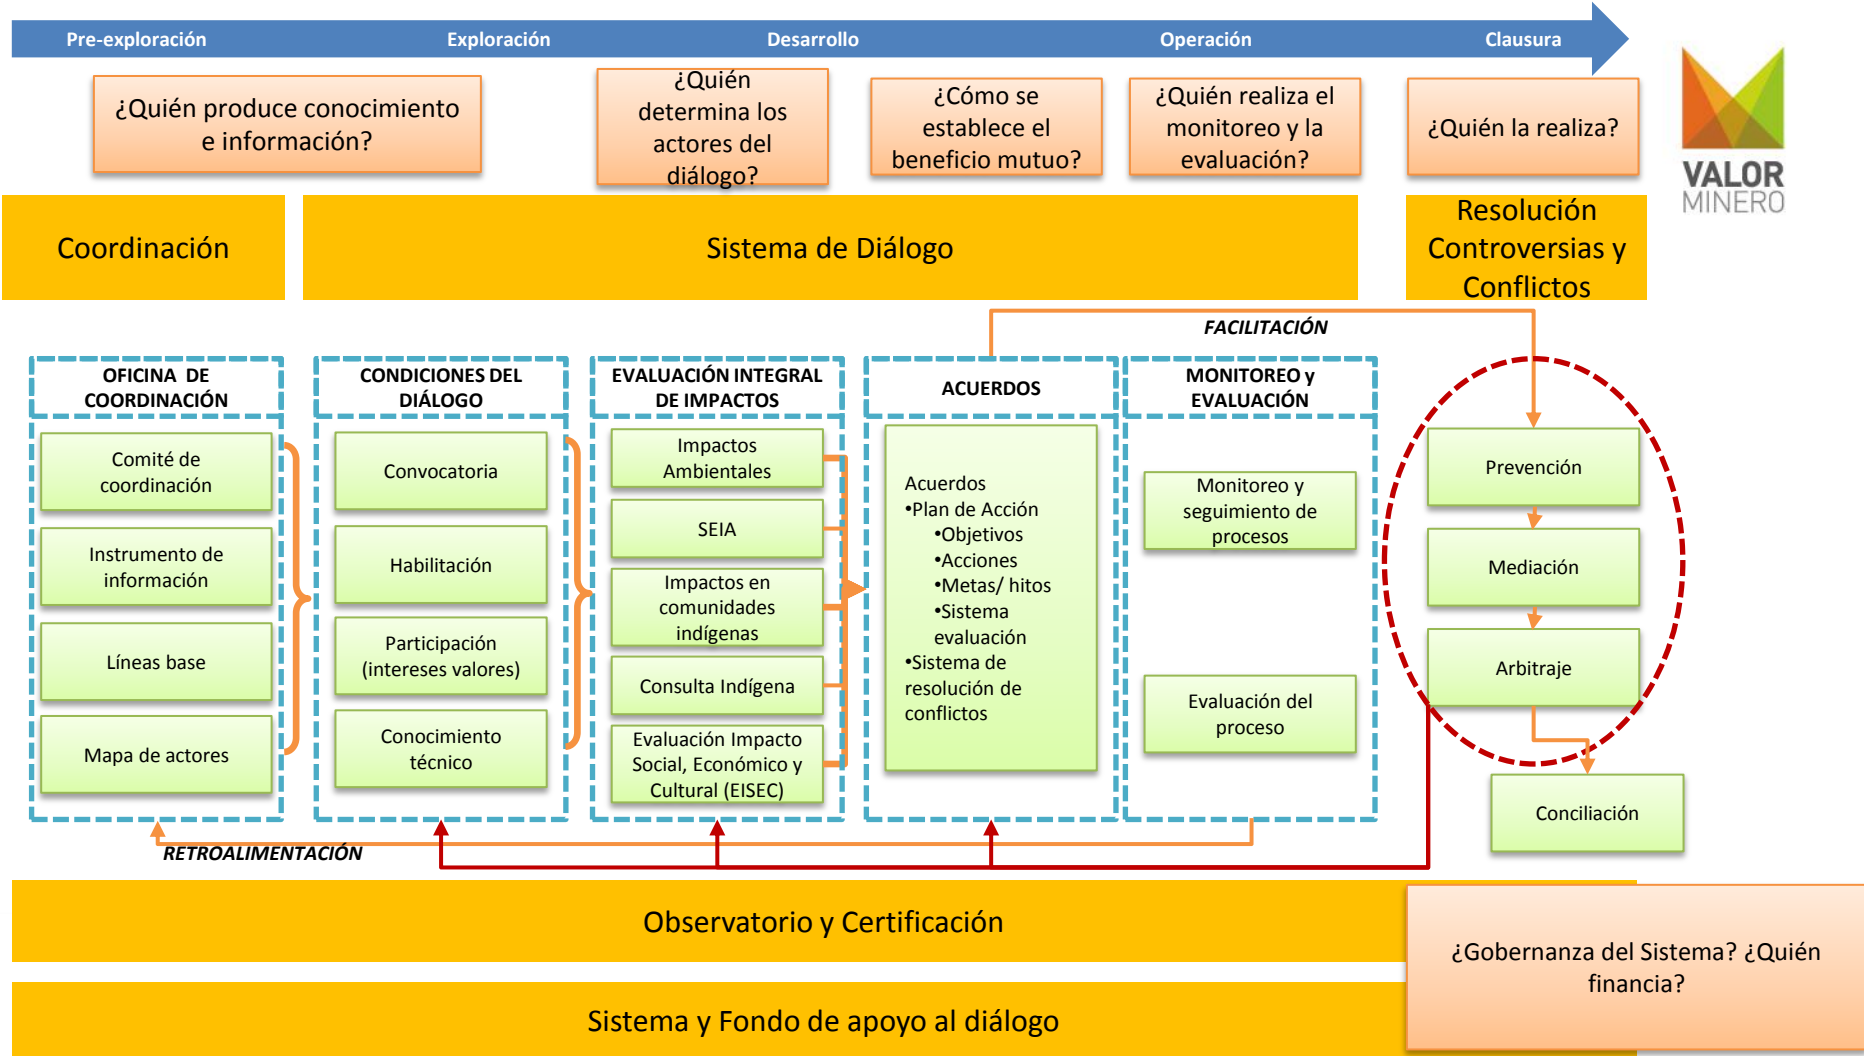 Pre-exploración
Exploración
Desarrollo
Operación
Clausura
¿Quién produce conocimiento
e información?
¿Quién
determina los
actores del
diálogo?
¿Cómo se
establece el
beneficio mutuo?
¿Quién realiza el
monitoreo y la
evaluación?
¿Quién la realiza?
VALOR
MINERO
Coordinación
Sistema de Diálogo
Resolución
Controversias y
Conflictos
FACILITACIÓN
OFICINA DE
COORDINACIÓN
Comité de
coordinación
Instrumento de
información
Líneas base
Mapa de actores
CONDICIONES DEL
DIÁLOGO
Convocatoria
Habilitación
Participación
(intereses valores)
Conocimiento
técnico
EVALUACIÓN INTEGRAL
DE IMPACTOS
Impactos
Ambientales
SEIA
Impactos en
comunidades
indígenas
Consulta Indígena
Evaluación Impacto
Social, Económico y
Cultural (EISEC)
ACUERDOS
Acuerdos
•Plan de Acción
•Objetivos
•Acciones
•Metas/ hitos
•Sistema
evaluación
•Sistema de
resolución de
conflictos
MONITOREO y
EVALUACIÓN
Monitoreo y
seguimiento de
procesos
Evaluación del
proceso
Prevención
Mediación
Arbitraje
Conciliación
RETROALIMENTACIÓN
Observatorio y Certificación
¿Gobernanza del Sistema? ¿Quién
financia?
Sistema y Fondo de apoyo al diálogo